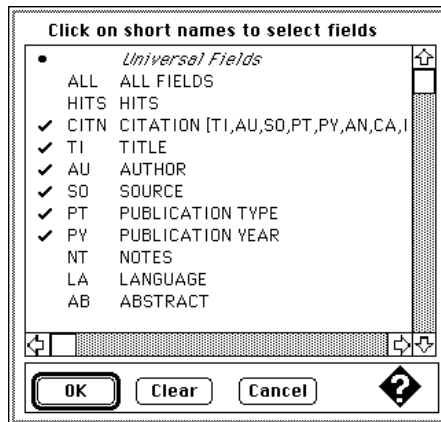 Click on short names to select fields
Universal Fields
ALL ALL FIELDS
HITS HITS
CITN CITATION [TI,AU,SO,PT,PY,AN,CA,I
TI TITLE
AU AUTHOR
SO SOURCE
PT PUBLICATION TYPE
PY PUBLICATION YEAR
NT NOTES
LA LANGUAGE
AB ABSTRACT
OK Clear Cancel ?